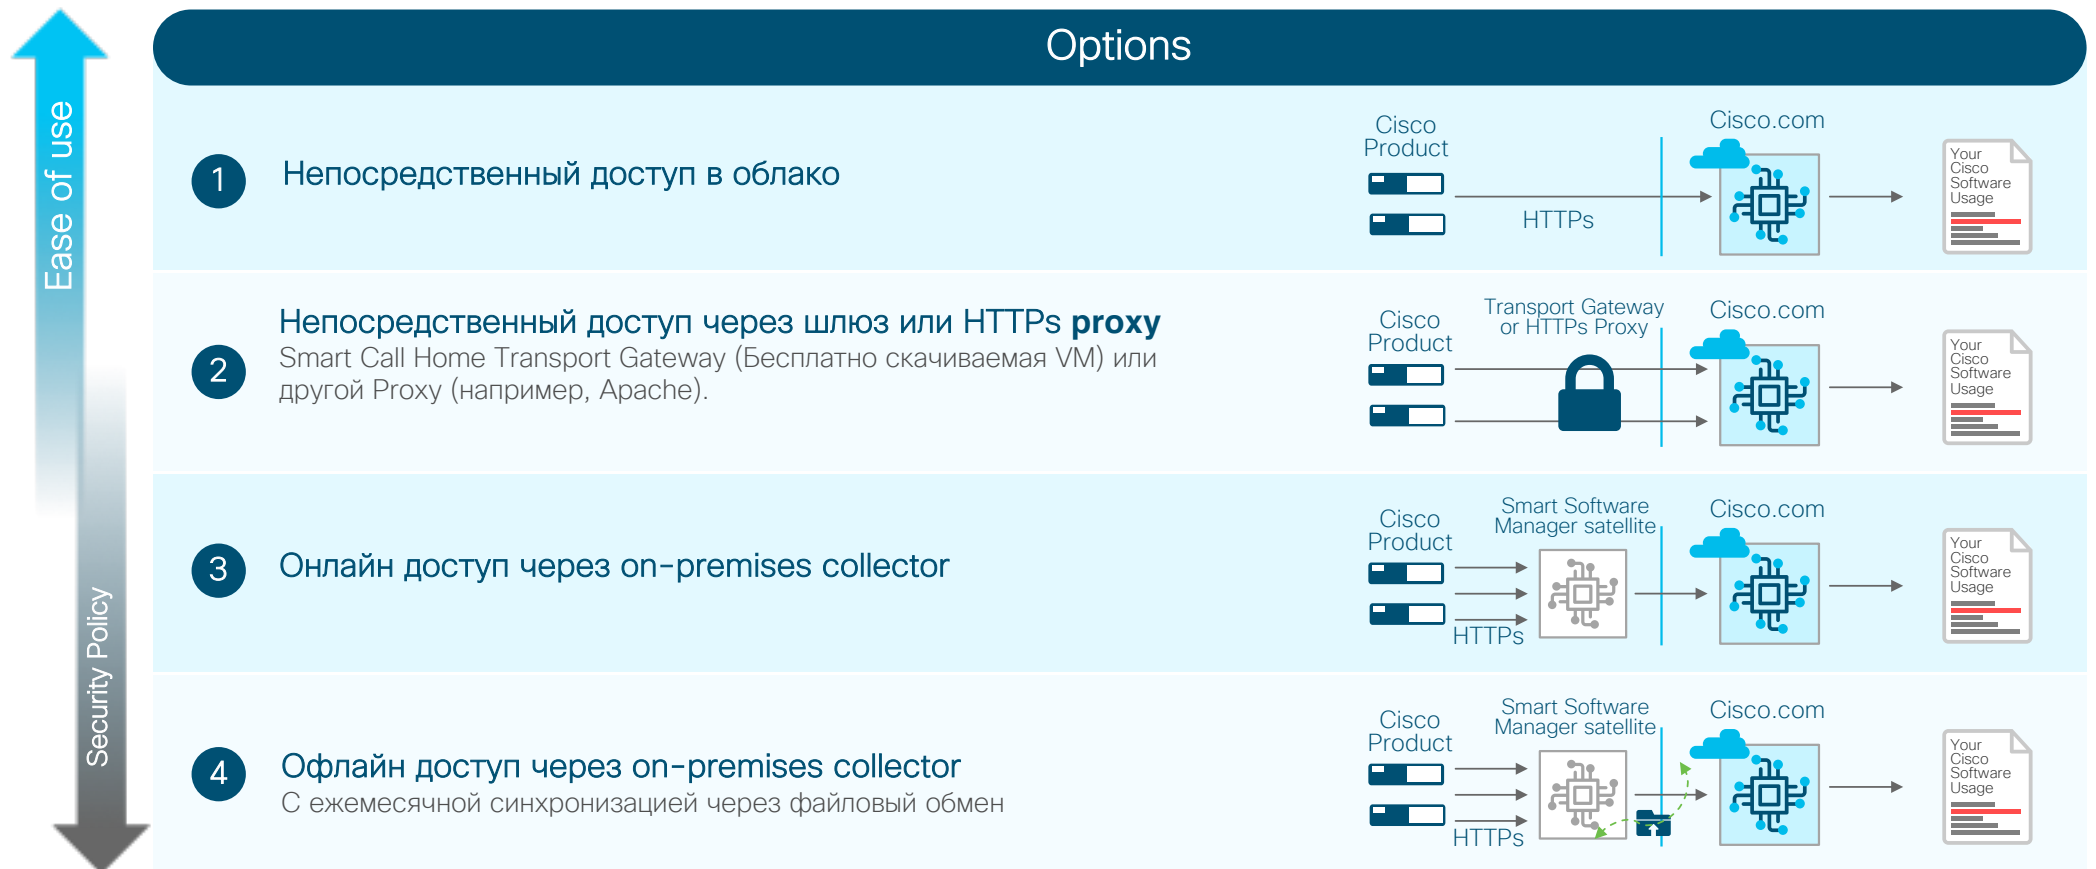 Options
Ease of use
Security Policy
1
Непосредственный доступ в облако
Cisco
Product
HTTPs
Cisco.com
Your
Cisco
Software
Usage
2
Непосредственный доступ через шлюз или HTTPs proxy
Smart Call Home Transport Gateway (Бесплатно скачиваемая VM) или
другой Proxy (например, Apache).
Cisco
Product
Transport Gateway
or HTTPs Proxy
Cisco.com
Your
Cisco
Software
Usage
3
Онлайн доступ через on-premises collector
Cisco
Product
HTTPs
Smart Software
Manager satellite
Cisco.com
Your
Cisco
Software
Usage
4
Офлайн доступ через on-premises collector
С ежемесячной синхронизацией через файловый обмен
Cisco
Product
HTTPs
Smart Software
Manager satellite
Cisco.com
Your
Cisco
Software
Usage